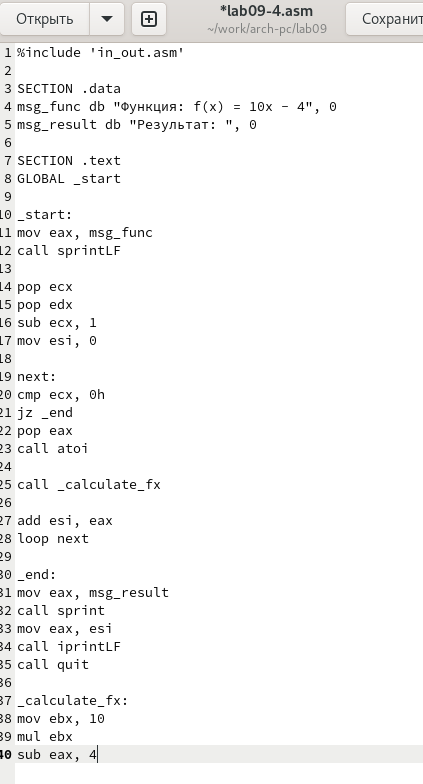 Открыть
*lab09-4.asm
~/work/arch-pc/lab09
Сохранит
1 %include 'in_out.asm'
2
3 SECTION .data
4 msg_func db "Функция: f(x) = 10x - 4", 0
5 msg_result db "Результат: ", 0
6
7 SECTION .text
8 GLOBAL _start
9
10 _start:
11 mov eax, msg_func
12 call sprintLF
13
14 pop ecx
15 pop edx
16 sub ecx, 1
17 mov esi, 0
18
19 next:
20 cmp ecx, 0h
21 jz _end
22 pop eax
23 call atoi
24
25 call _calculate_fx
26
27 add esi, eax
28 loop next
29
30 _end:
31 mov eax, msg_result
32 call sprint
33 mov eax, esi
34 call iprintLF
35 call quit
36
37 _calculate_fx:
38 mov ebx, 10
39 mul ebx
40 sub eax, 4